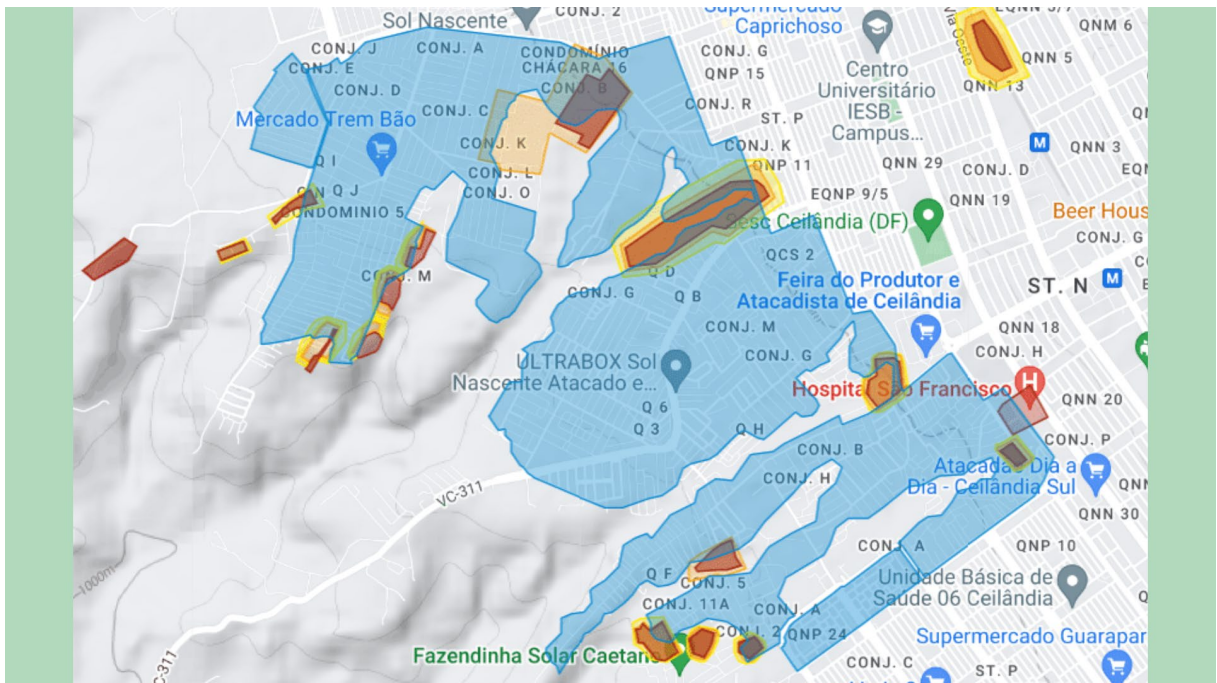 CONJ. 2
Sol Nascente
Supermercado
Caprichoso
EQNN 3/7
QNM 6
Via Oeste
CONJ. J
CONJ. A
CONDOMÍNIO
CHÁCARA 16
CONJ. G
QNN 5
CONJ. E
CONJ. B
QNP 15
Centro
Universitário
IESB -
Campus...
QNN 13
CONJ. D
CONJ. C
CONJ. R
ST. P
Mercado Trem Bão
CONJ. K
CONJ. K
M
QNN 3
Q I
CONJ. L
QNP 11
QNN 29
CONJ. D
Q J
CONJ. O
EQNP 9/5
QNN 19
CONDOMINIO 5
Sesc Ceilândia (DF)
Beer Hous
CONJ. G
CONJ. M
Q D
QCS 2
CONJ. G
Q B
Feira do Produtor e
Atacadista de Ceilândia
ST. N
M
CONJ. M
QNN 18
CONJ. G
CONJ. H
ULTRABOX Sol
Nascente Atacado e...
Hospital São Francisco
H
QNN 20
Q 6
Q 3
Q H
CONJ. P
CONJ. B
CONJ. H
Atacadão Dia a
Dia - Ceilândia Sul
VC-311
QNN 30
CONJ. A
QNP 10
1000m
Q F
CONJ. 5
Unidade Básica de
Saúde 06 Ceilândia
CONJ. 11A
CONJ. A
CONJ. 2
QNP 24
Supermercado Guarapar
Fazendinha Solar Caetano
CONJ. C
ST. P
VC-311